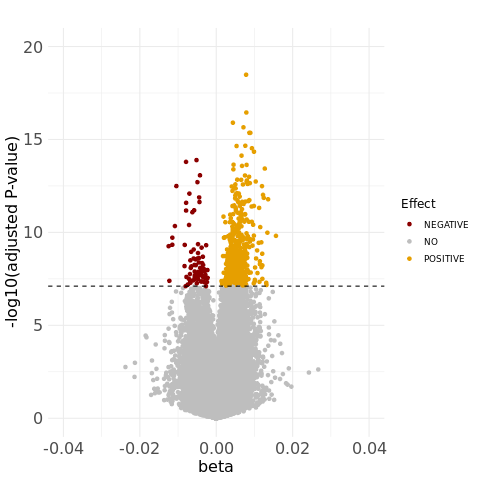 20
15
10
5
0
-log10(adjusted P-value)
-0.04
-0.02
0.00
0.02
0.04
beta
Effect
NEGATIVE
NO
POSITIVE